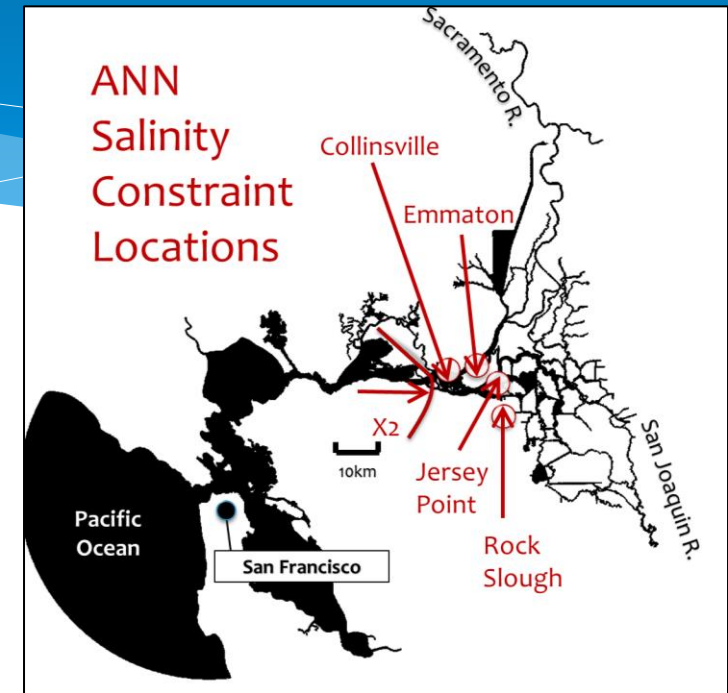 ANN
Salinity
Constraint
Locations
Sacramento R.
Collinsville
Emmaton
X2
10km
Jersey
Point
San Joaquin R.
Rock
Slough
Pacific
Ocean
San Francisco